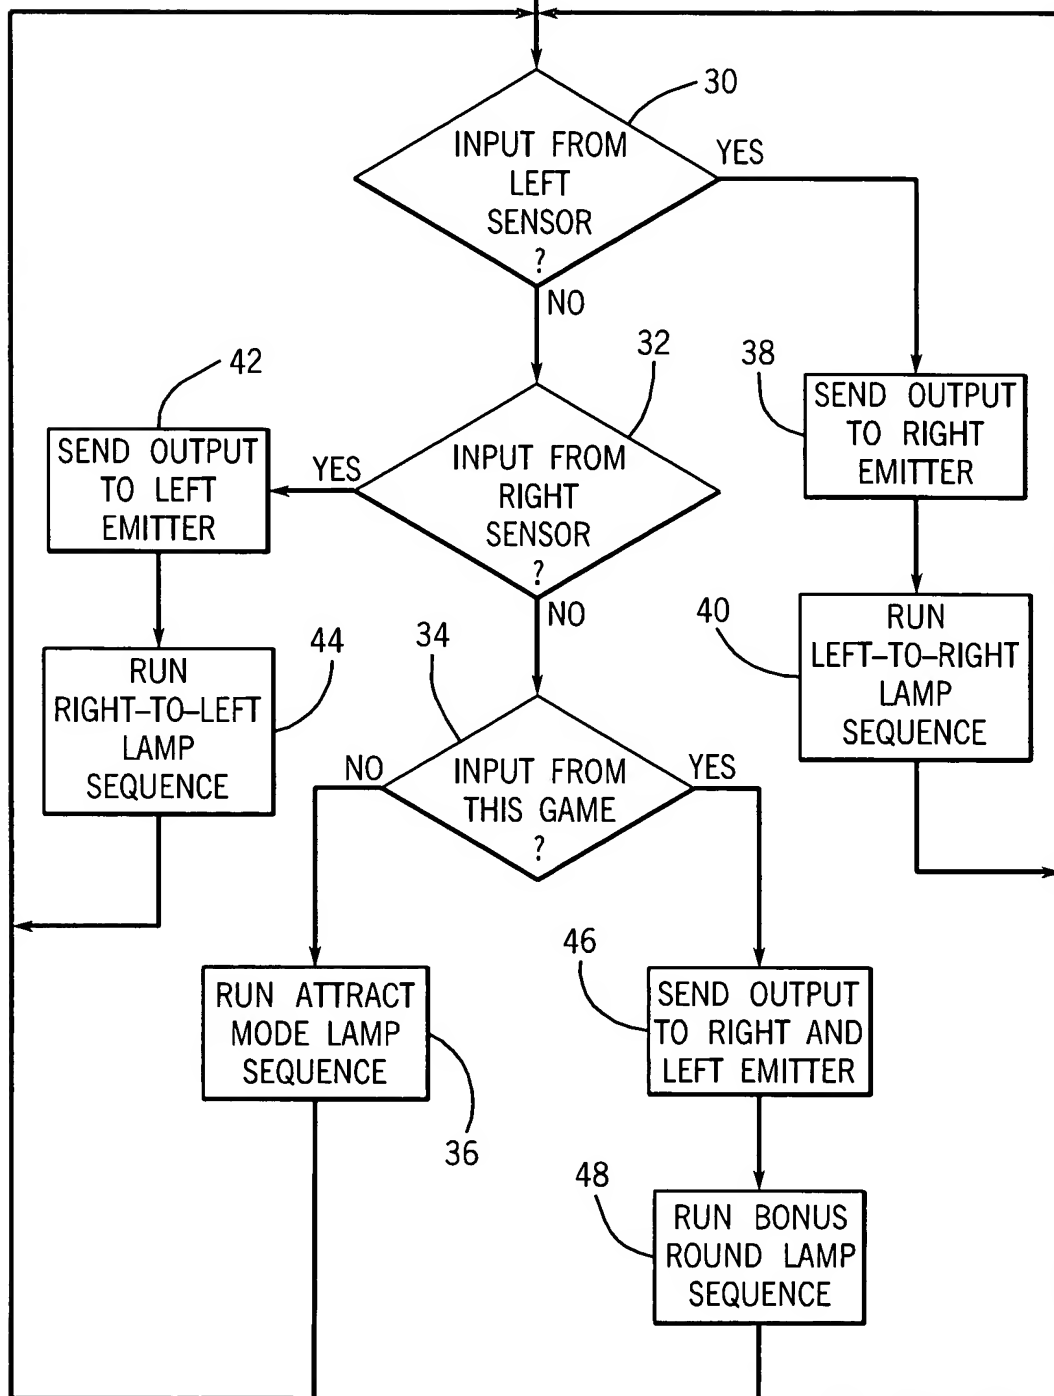 30
INPUT FROM
LEFT
SENSOR
?
YES
NO
32
INPUT FROM
RIGHT
SENSOR
?
YES
NO
38
SEND OUTPUT
TO RIGHT
EMITTER
42
SEND OUTPUT
TO LEFT
EMITTER
40
RUN
LEFT-TO-RIGHT
LAMP
SEQUENCE
44
RUN
RIGHT-TO-LEFT
LAMP
SEQUENCE
34
INPUT FROM
THIS GAME
?
NO
YES
46
SEND OUTPUT
TO RIGHT AND
LEFT EMITTER
RUN ATTRACT
MODE LAMP
SEQUENCE
36
48
RUN BONUS
ROUND LAMP
SEQUENCE